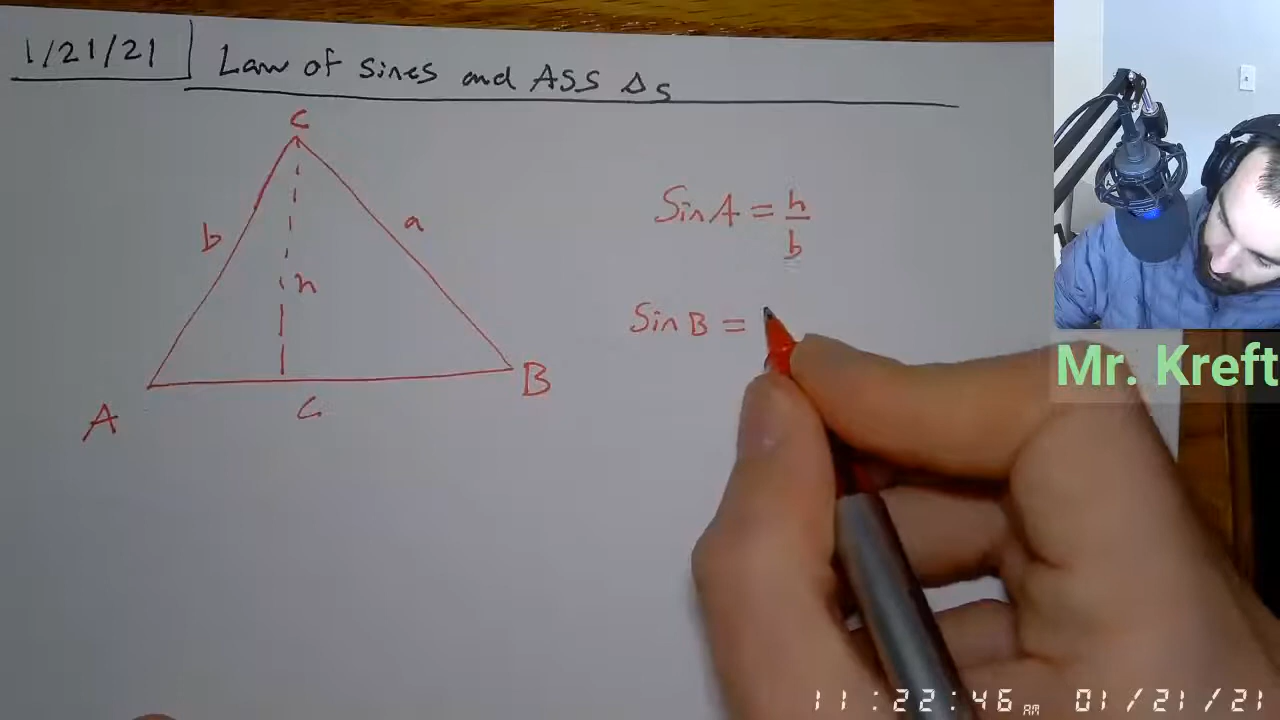 1/21/21
Law of Sines and ASS Δs
C
b
a
h
A
B
c
Sin A = h/b
Sin B =
Mr. Kreft
11:22:46 AM 01/21/21